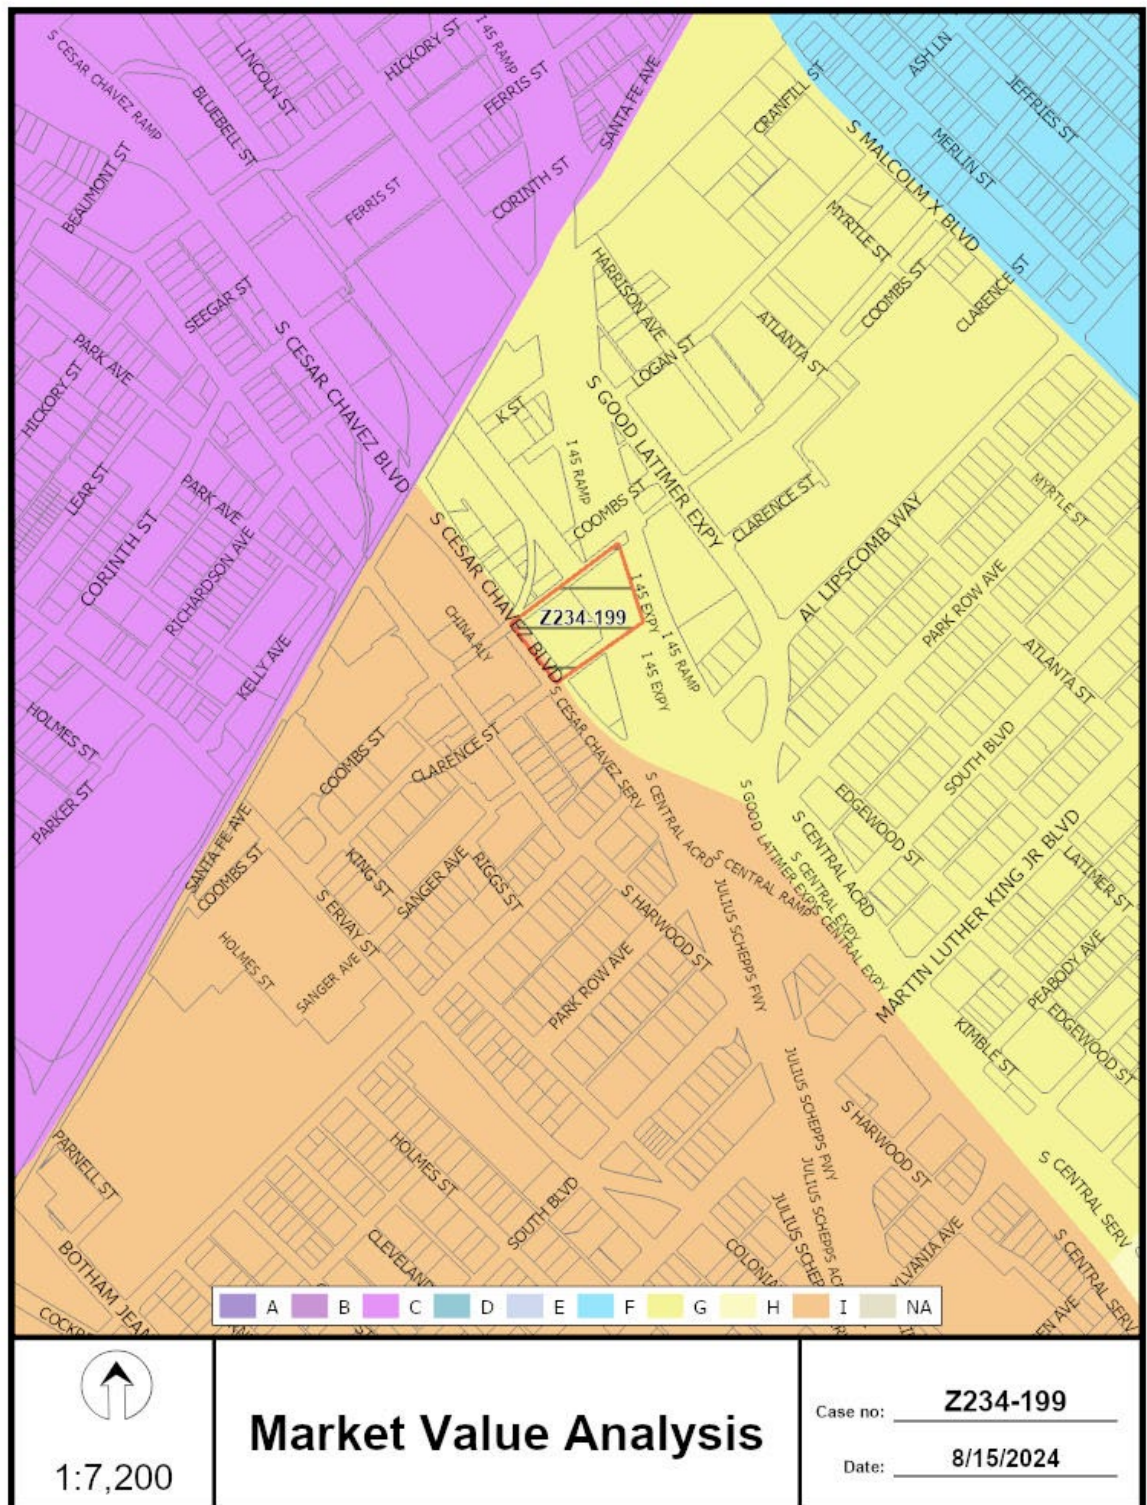 S CESAR CHAVEZ RAMP
LINCOLN ST
HICKORY ST
I 45 RAMP
FERRIS ST
SANTA FE AVE
BLUEBELL ST
BEAUMONT ST
FERRIS ST
CORINTH ST
CRANFILL ST
ASH LN
JEFFRIES ST
S MALCOLM X BLVD
MERLIN ST
MYRTLE ST
COOMBS ST
CLARENCE ST
SEEGAR ST
HARRISON AVE
LOGAN ST
ATLANTA ST
PARK AVE
HICKORY ST
S CESAR CHAVEZ BLVD
K ST
S GOOD LATIMER EXPY
I 45 RAMP
COOMBS ST
CLARENCE ST
LEAR ST
PARK AVE
CORINTH ST
RICHARDSON AVE
KELLY AVE
MYRTLE ST
AL LIPSCOMB WAY
PARK ROW AVE
ATLANTA ST
S CESAR CHAVEZ BLVD
CHINA ALY
Z234-199
I 45 EXPY
I 45 RAMP
I 45 EXPY
HOLMES ST
PARKER ST
COOMBS ST
CLARENCE ST
S CESAR CHAVEZ SERV
S CENTRAL ACRD
SOUTH BLVD
EDGEWOOD ST
S GOOD LATIMER EXPY
S CENTRAL ACRD
S CENTRAL EXPY
S CENTRAL EXPY
S CENTRAL RAMP
MARTIN LUTHER KING JR BLVD
LATIMER ST
SANTA FE AVE
COOMBS ST
KING ST
SANGER AVE
RIGGS ST
S ERVAY ST
S HARWOOD ST
JULIUS SCHEPPS FWY
HOLMES ST
SANGER AVE
PARK ROW AVE
PEABODY AVE
EDGEWOOD ST
KIMBLE ST
JULIUS SCHEPPS FWY
S HARWOOD ST
PARNELL ST
HOLMES ST
SOUTH BLVD
JULIUS SCHEPPS AC
JULIUS SCHEP
S CENTRAL SERV
S CENTRAL SERV
BOTHAM JEAN
CLEVELAND
COLONIA
YLVANIA AVE
EN AVE
COCKR
A B C D E F G H I NA
1:7,200
Market Value Analysis
Case no: Z234-199
Date: 8/15/2024